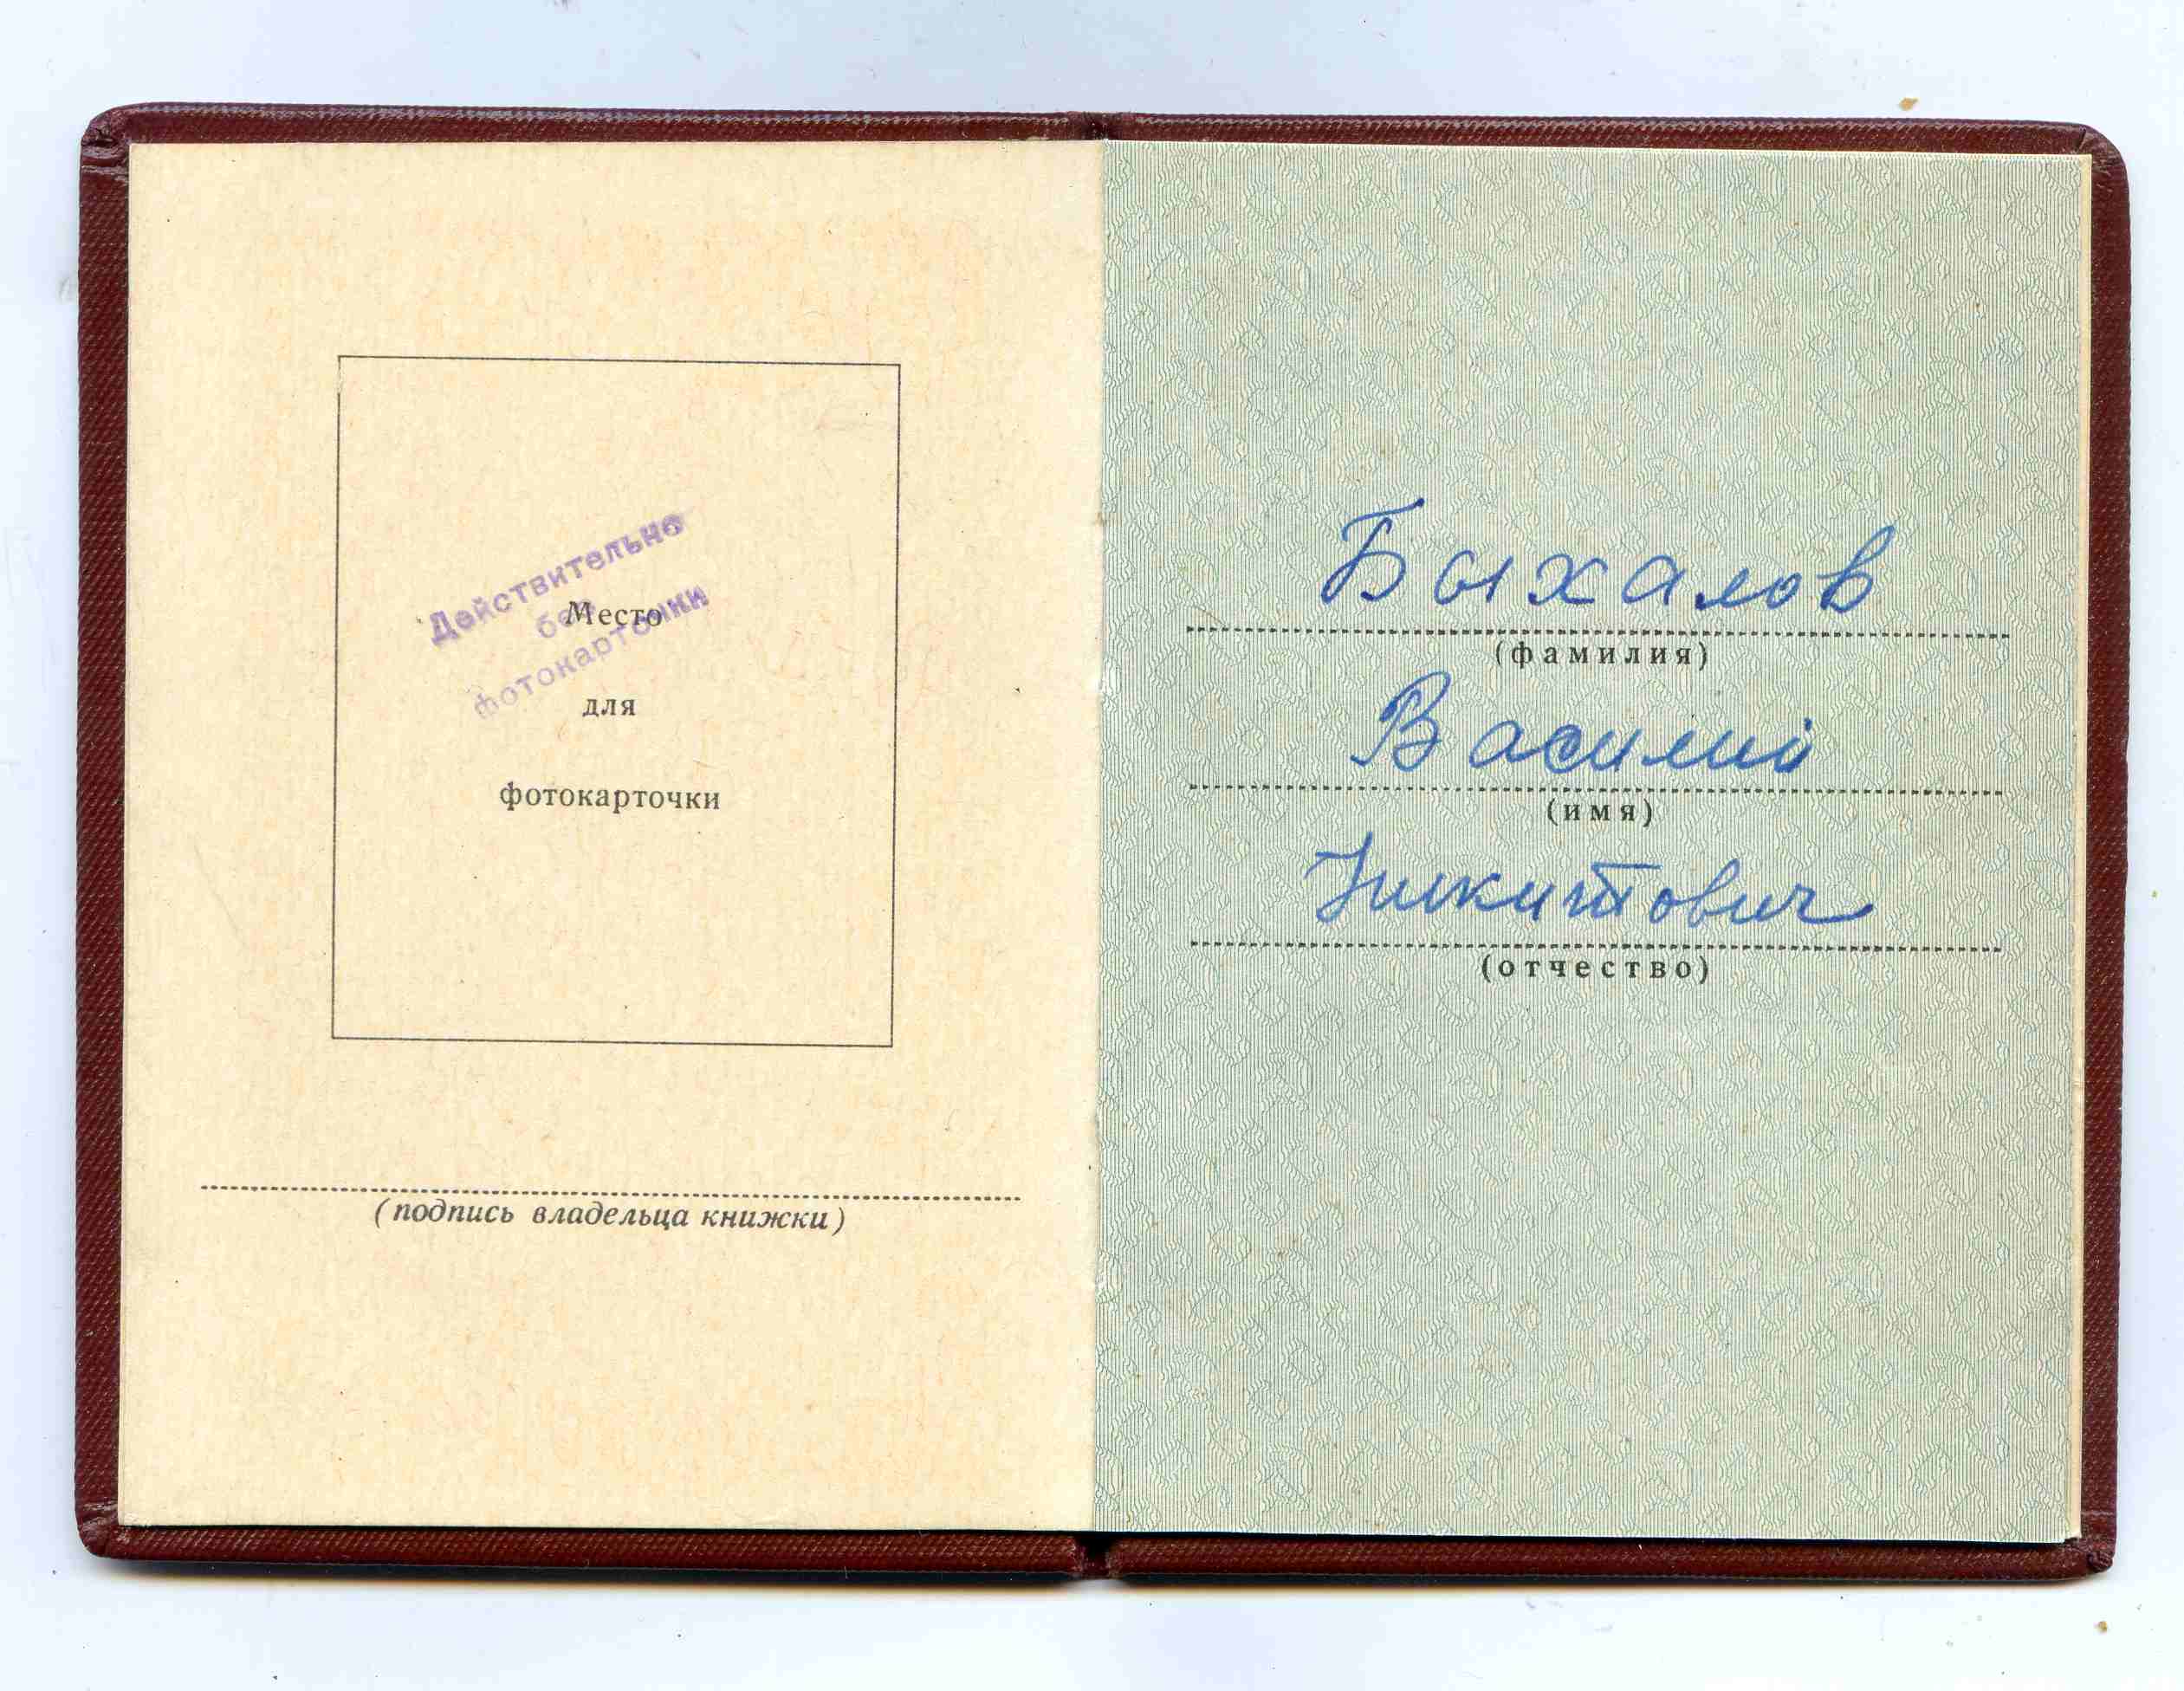 Действительно
без
фотокарточки
Место
для
фотокарточки
(подпись владельца книжки)
Быхалов
(фамилия)
Василий
(имя)
Никитович
(отчество)